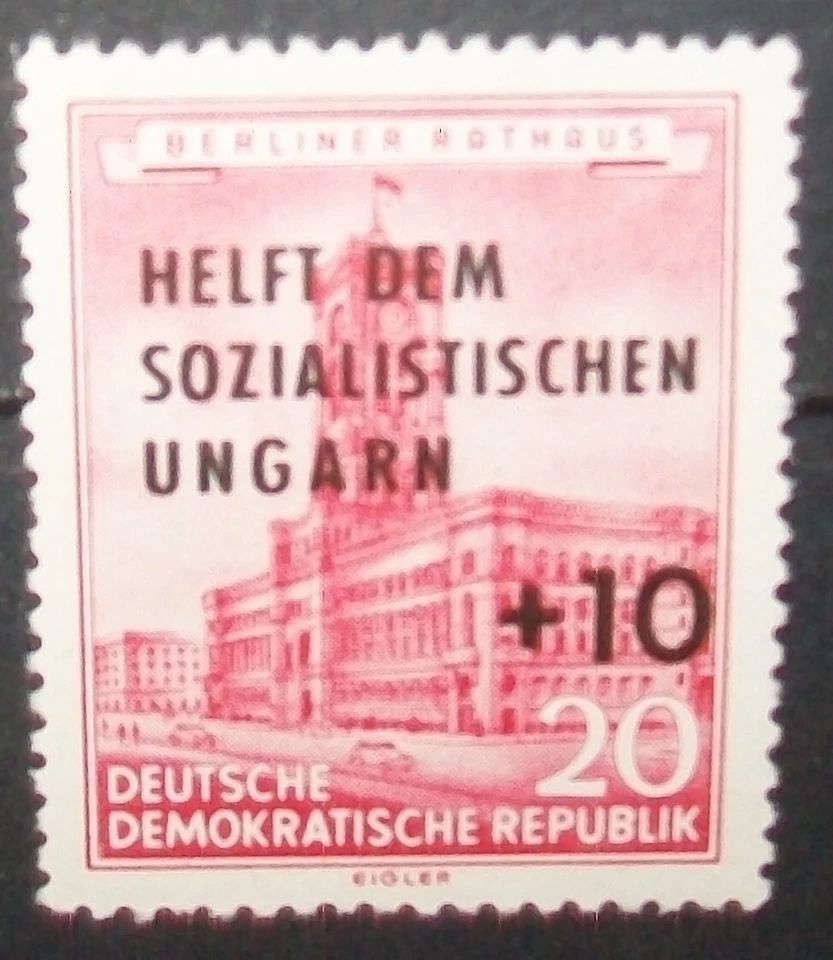 BERLINER RATHAUS
HELFT DEM
SOZIALISTISCHEN
UNGARN
+10
20
DEUTSCHE
DEMOKRATISCHE REPUBLIK
EIGLER